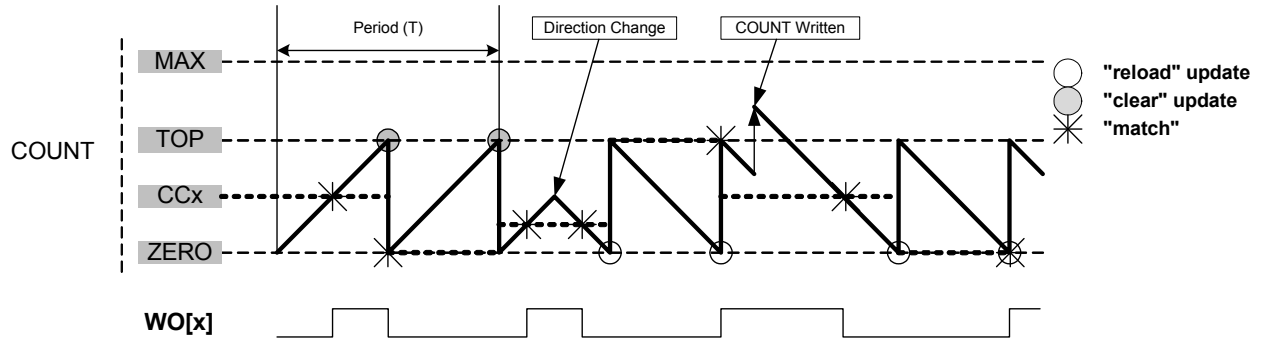 Period (T)
Direction Change
COUNT Written
MAX
"reload" update
"clear" update
"match"
TOP
COUNT
CCx
ZERO
WO[x]